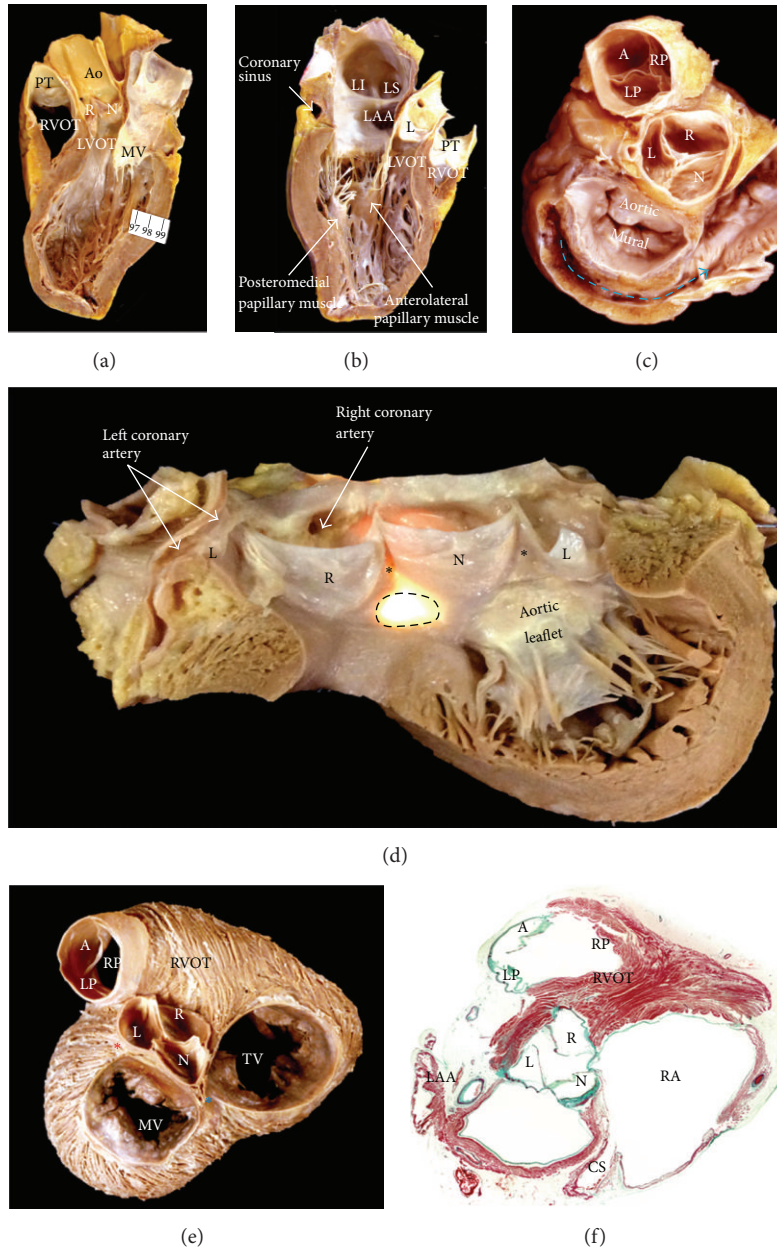 Ao
PT
R N
RVOT
LVOT
MV
97 98 99
(a)
Coronary
sinus
LI LS
LAA
L
PT
LVOT
RVOT
Posteromedial
papillary muscle
Anterolateral
papillary muscle
(b)
A
RP
LP
R
L
N
Aortic
Mural
(c)
Right coronary
artery
Left coronary
artery
L
R
*
N
*
L
Aortic
leaflet
(d)
A
RP
LP
RVOT
R
L
N
TV
*
*
MV
(e)
A
RP
LP
RVOT
R
L
N
LAA
RA
CS
(f)